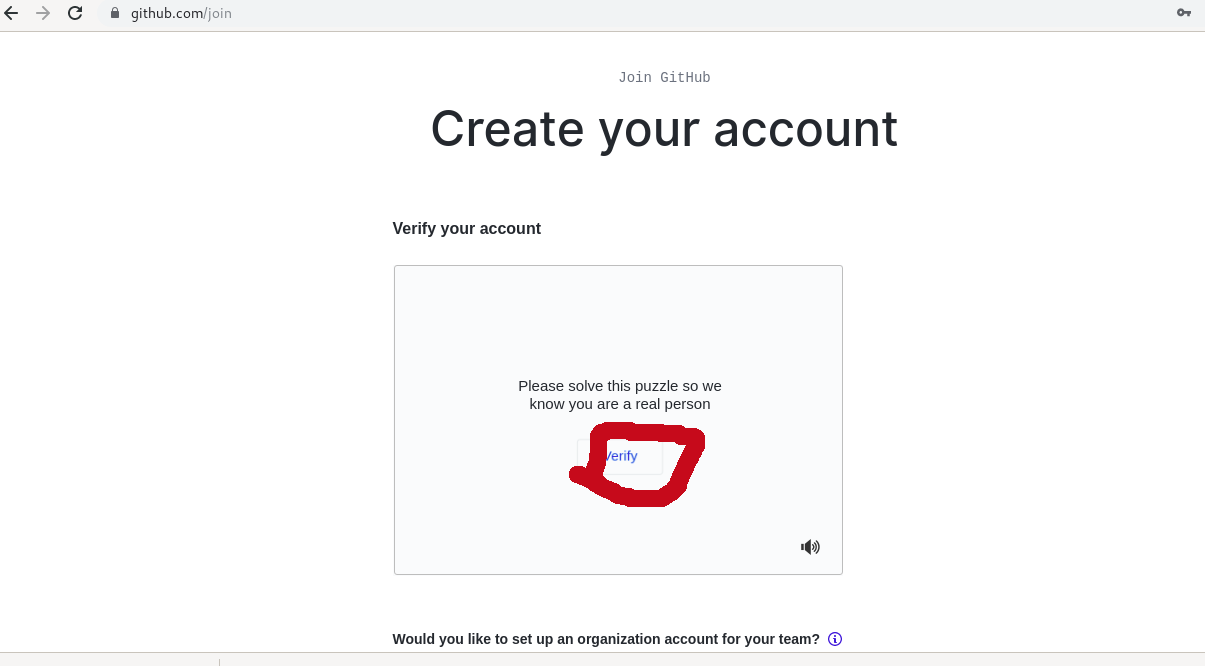 github.com/join
Join GitHub
Create your account
Verify your account
Please solve this puzzle so we
know you are a real person
Verify
Would you like to set up an organization account for your team?